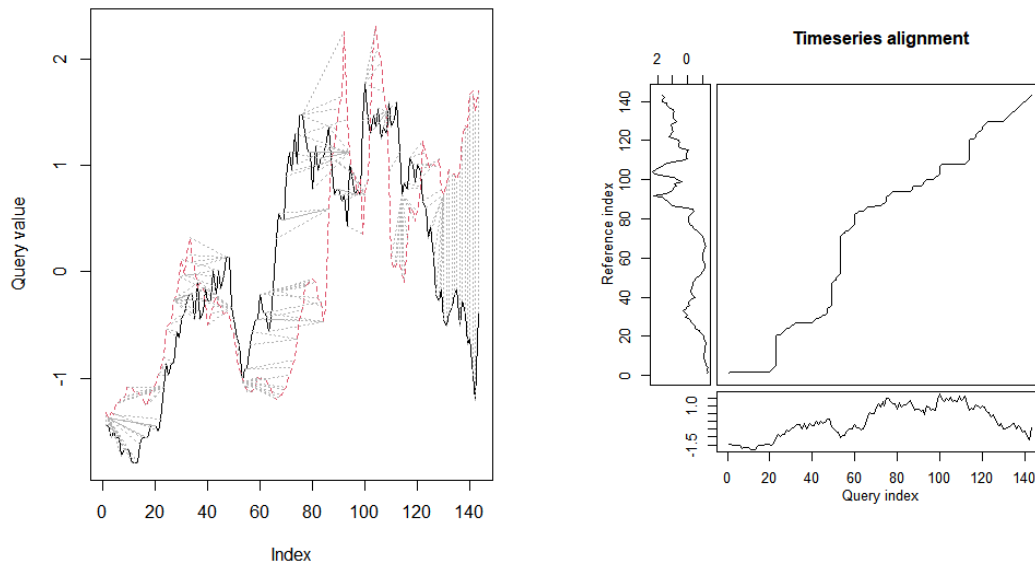 Query value
2
1
0
-1
0 20 40 60 80 100 120 140
Index
Timeseries alignment
2 0
Reference index
0 20 40 60 80 100 120 140
-1.5 1.0
0 20 40 60 80 100 120 140
Query index